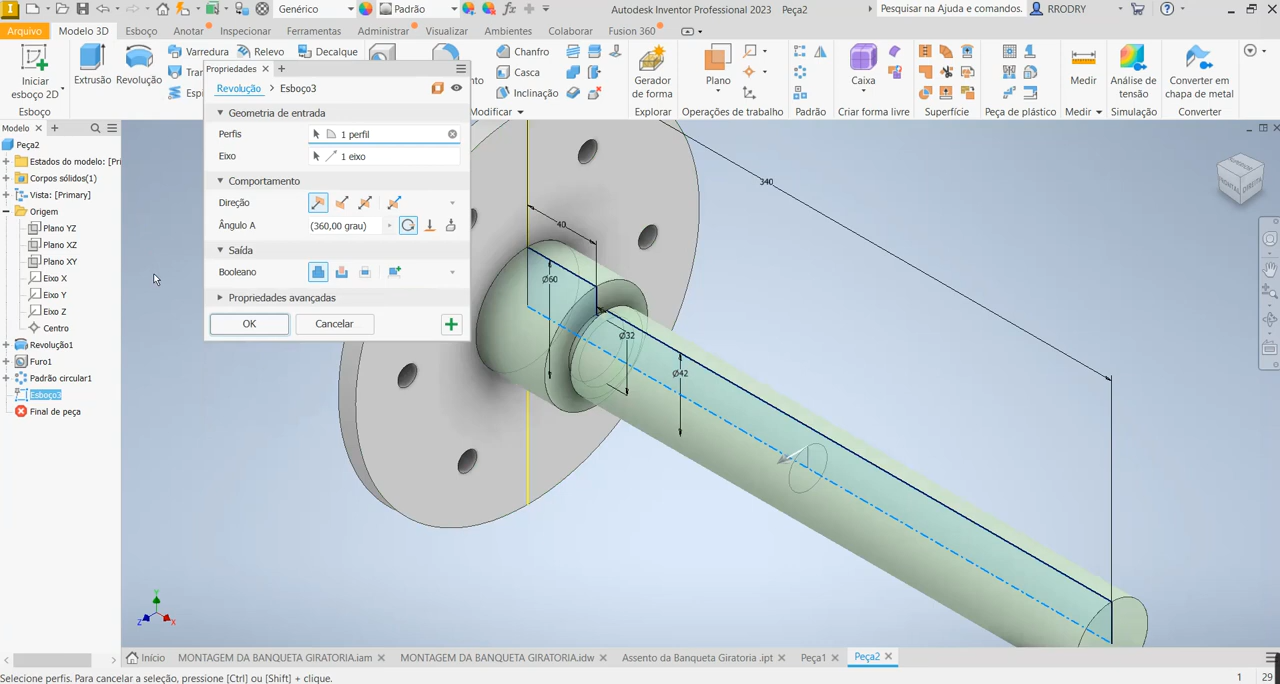 Genérico
Padrão
Autodesk Inventor Professional 2023 Peça2
Pesquisar na Ajuda e comandos.
RRODRY
Arquivo
Modelo 3D
Esboço
Anotar
Inspecionar
Ferramentas
Administrar
Visualizar
Ambientes
Colaborar
Fusion 360
Iniciar
esboço 2D
Extrusão
Revolução
Varredura
Relevo
Decalque
Chanfro
Casca
Inclinação
Modificar
Gerador
de forma
Explorar
Plano
Operações de trabalho
Padrão
Caixa
Criar forma livre
Superfície
Peça de plástico
Medir
Medir
Análise de
tensão
Simulação
Converter em
chapa de metal
Converter
Propriedades
Revolução > Esboço3
Geometria de entrada
Perfis
1 perfil
Eixo
1 eixo
Comportamento
Direção
Ângulo A
(360,00 grau)
Saída
Booleano
Propriedades avançadas
OK
Cancelar
Modelo
Peça2
Estados do modelo: [Pri
Corpos sólidos(1)
Vista: [Primary]
Origem
Plano YZ
Plano XZ
Plano XY
Eixo X
Eixo Y
Eixo Z
Centro
Revolução1
Furo1
Padrão circular1
Esboço3
Final de peça
340
40
Ø60
Ø32
Ø42
FRONTAL
DIREITA
Y
Z
X
Início
MONTAGEM DA BANQUETA GIRATORIA.iam
MONTAGEM DA BANQUETA GIRATORIA.idw
Assento da Banqueta Giratoria .ipt
Peça1
Peça2
Selecione perfis. Para cancelar a seleção, pressione [Ctrl] ou [Shift] + clique.
1
29